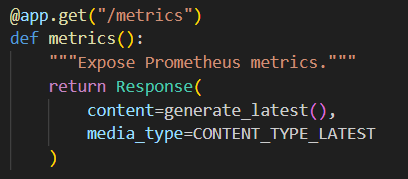 @app.get("/metrics")
def metrics():
    """Expose Prometheus metrics."""
    return Response(
        content=generate_latest(),
        media_type=CONTENT_TYPE_LATEST
    )